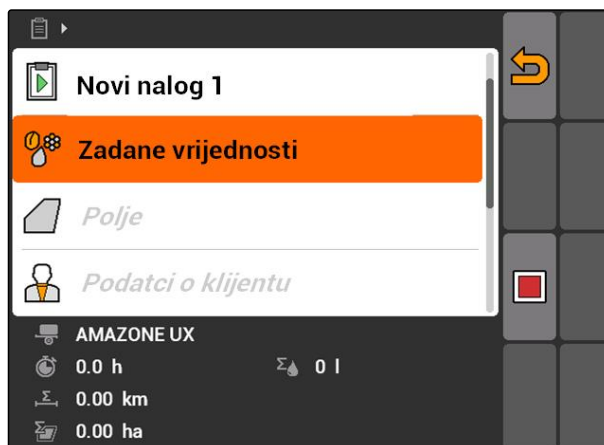 Novi nalog 1
Zadane vrijednosti
Polje
Podatci o klijentu
AMAZONE UX
0.0 h Σ 0 l
Σ 0.00 km
Σ 0.00 ha